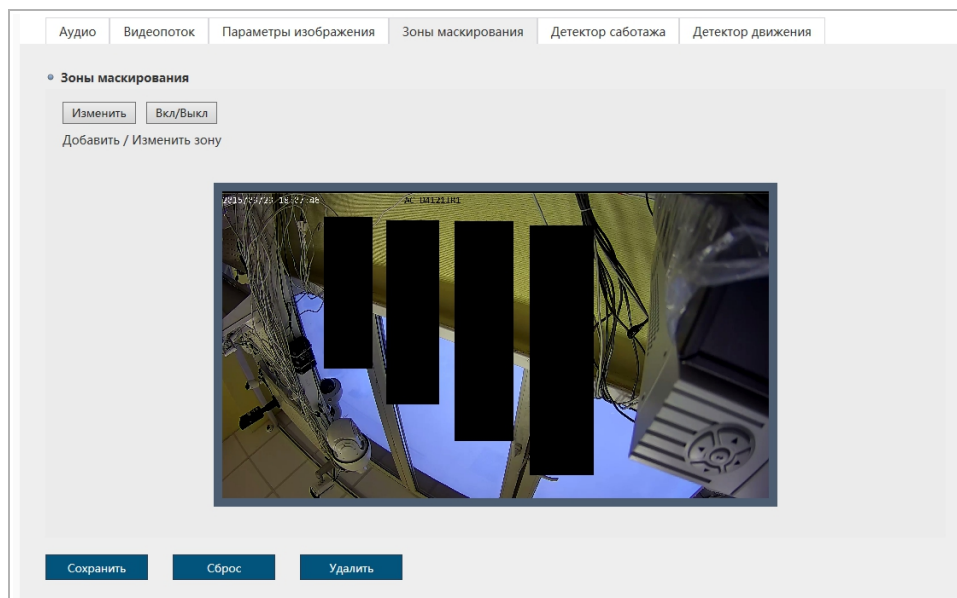 Аудио Видеопоток Параметры изображения Зоны маскирования Детектор саботажа Детектор движения
Зоны маскирования
Изменить Вкл/Выкл
Добавить / Изменить зону
Сохранить Сброс Удалить